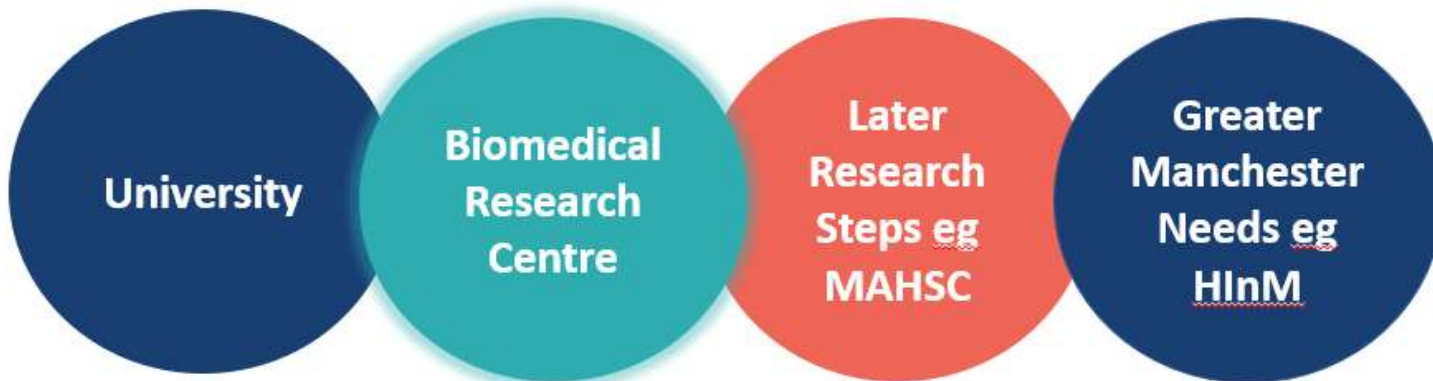 University
Biomedical
Research
Centre
Later
Research
Steps eg
MAHSC
Greater
Manchester
Needs eg
HInM